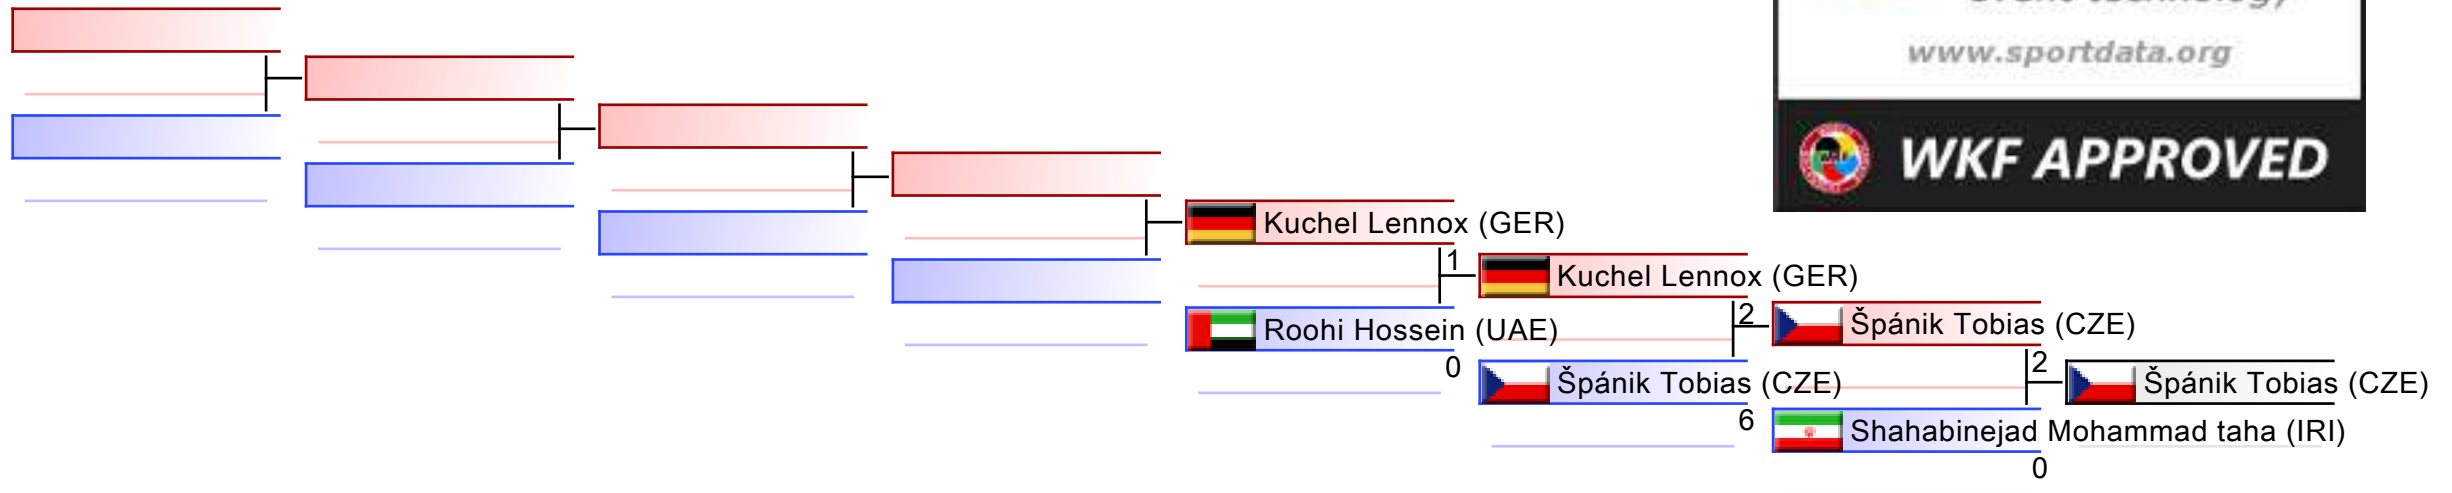 www.sportdata.org
WKF APPROVED
Kuchel Lennox (GER)
1
Kuchel Lennox (GER)
Roohi Hossein (UAE)
0
2
Špánik Tobias (CZE)
Špánik Tobias (CZE)
6
2
Špánik Tobias (CZE)
Shahabinejad Mohammad taha (IRI)
0